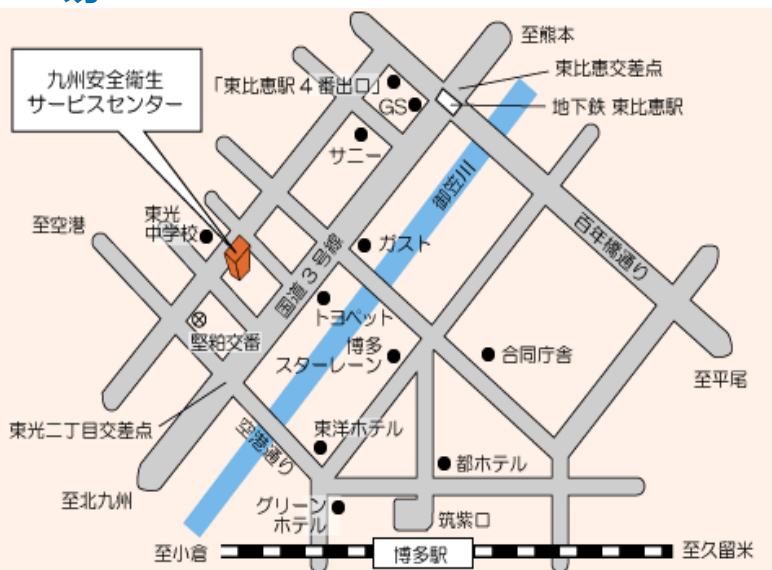 至熊本
東比恵交差点
九州安全衛生
サービスセンター
「東比恵駅4番出口」
GS
地下鉄 東比恵駅
サニー
御笠川
東光
中学校
至空港
百年橋通り
国道3号線
ガスト
トヨペット
堅粕交番
博多
スターレーン
合同庁舎
至平尾
東光二丁目交差点
空港通り
東洋ホテル
都ホテル
至北九州
グリーン
ホテル
筑紫口
至小倉
博多駅
至久留米